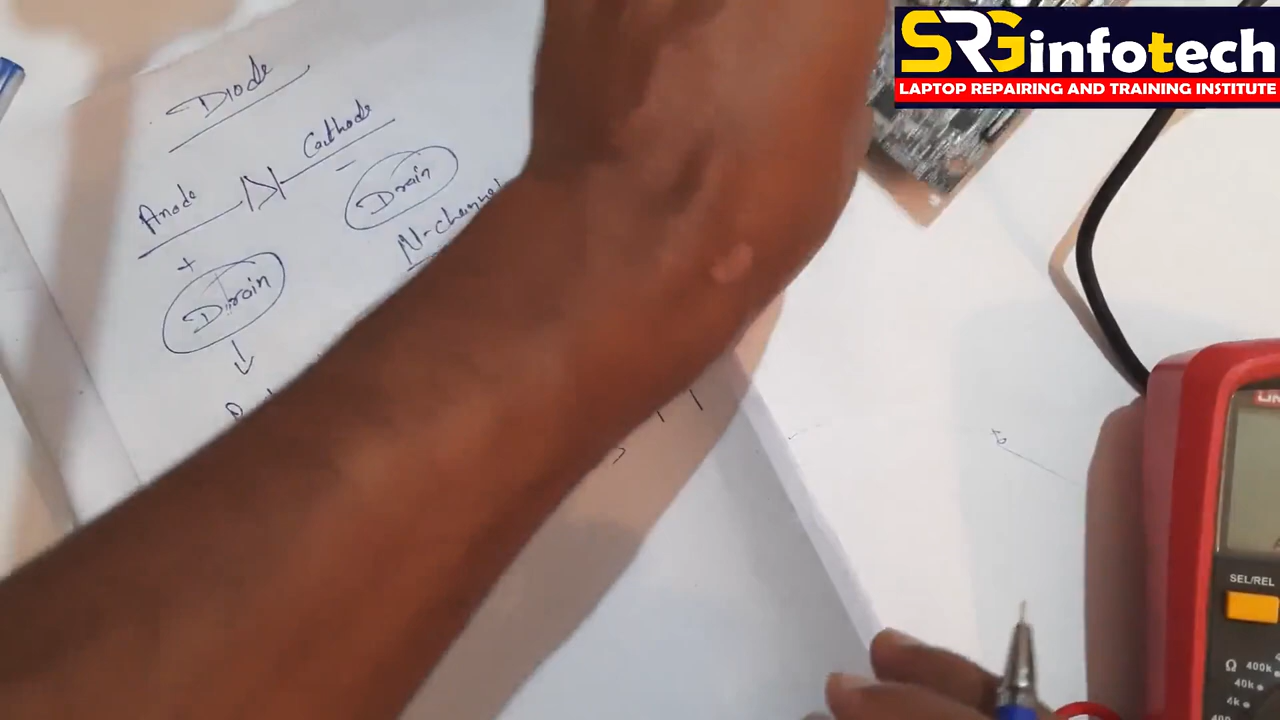 SRGinfotech
LAPTOP REPAIRING AND TRAINING INSTITUTE
Diode
Anode
Cathode
+
−
Drain
Drain
N-channel
SEL/REL
Ω 400k
40k
4k